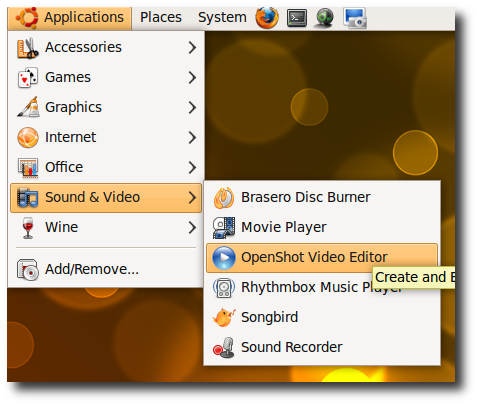 Applications Places System
Accessories
Games
Graphics
Internet
Office
Sound & Video
Wine
Add/Remove...
Brasero Disc Burner
Movie Player
OpenShot Video Editor
Create and
Rhythmbox Music Player
Songbird
Sound Recorder